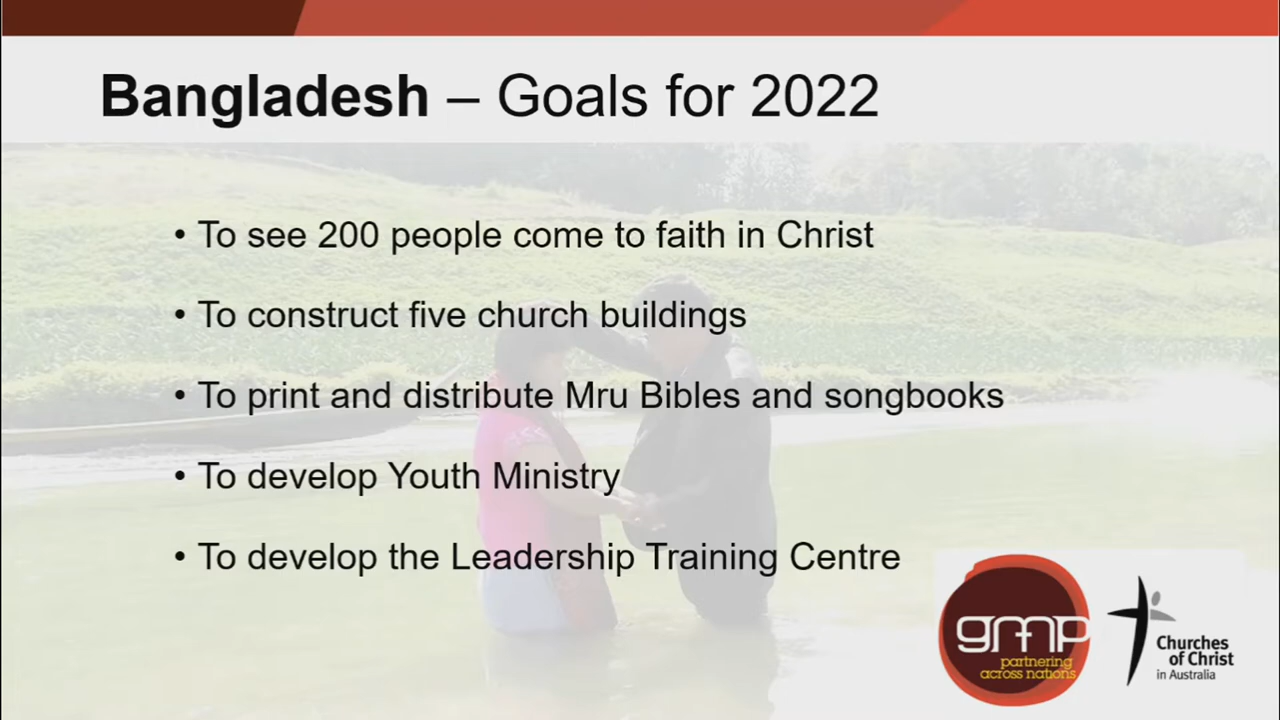 Bangladesh – Goals for 2022
• To see 200 people come to faith in Christ
• To construct five church buildings
• To print and distribute Mru Bibles and songbooks
• To develop Youth Ministry
• To develop the Leadership Training Centre
gmp
partnering
across nations
Churches
of Christ
in Australia